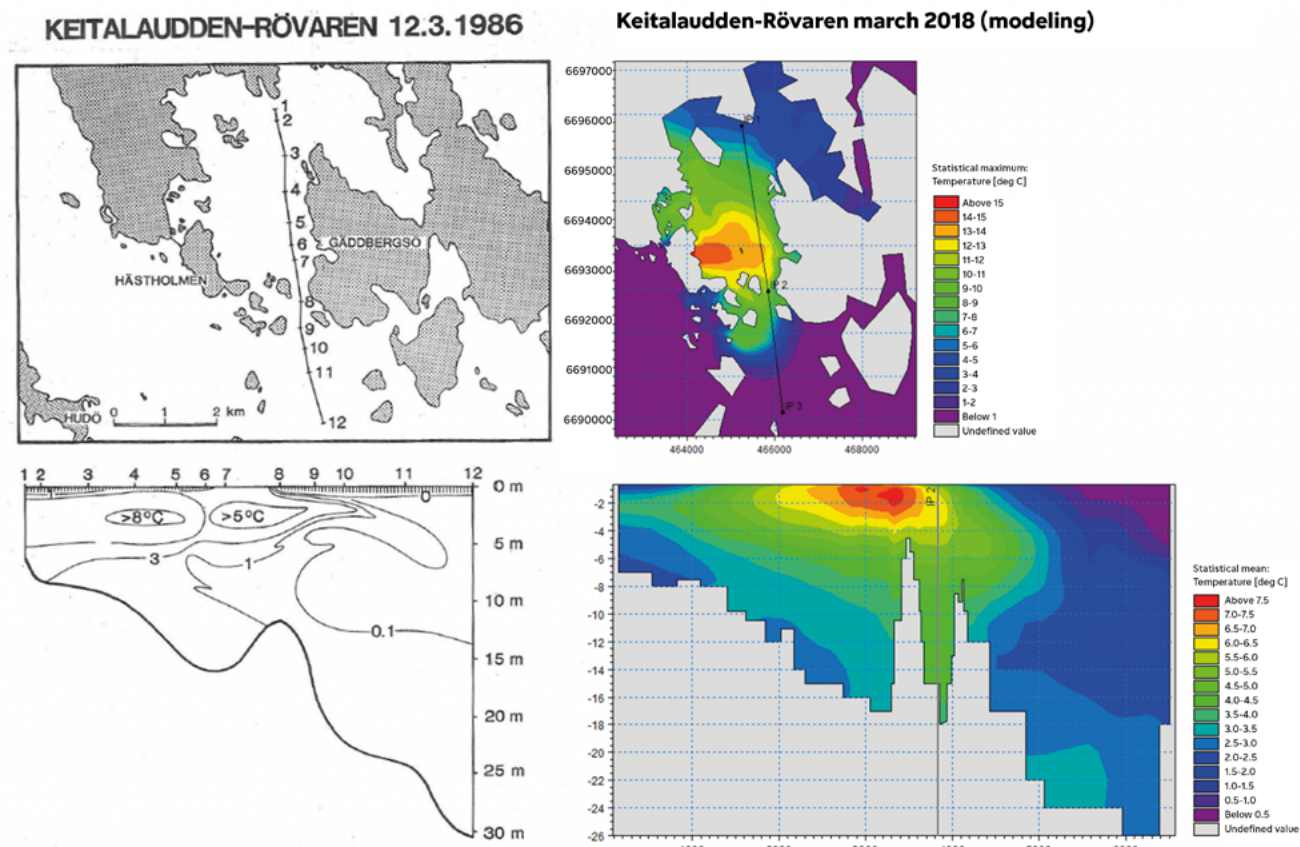 KEITALAUDDEN-RÖVAREN 12.3.1986
1
2
3
4
5
6
7
8
9
10
11
12
GÄDDBERGSÖ
HÄSTHOLMEN
HUDÖ
0 1 2 km
1 2 3 4 5 6 7 8 9 10 11 12
0 m
0
>8°C >5°C
3
1
5 m
10 m
0.1
15 m
20 m
25 m
30 m
Keitalaudden-Rövaren march 2018 (modeling)
6697000
6696000
6695000
6694000
6693000
6692000
6691000
6690000
464000 466000 468000
IP 1
IP 2
IP 3
Statistical maximum:
Temperature [deg C]
Above 15
14-15
13-14
12-13
11-12
10-11
9-10
8-9
7-8
6-7
5-6
4-5
3-4
2-3
1-2
Below 1
Undefined value
IP 2
-2
-4
-6
-8
-10
-12
-14
-16
-18
-20
-22
-24
-26
Statistical mean:
Temperature [deg C]
Above 7.5
7.0-7.5
6.5-7.0
6.0-6.5
5.5-6.0
5.0-5.5
4.5-5.0
4.0-4.5
3.5-4.0
3.0-3.5
2.5-3.0
2.0-2.5
1.5-2.0
1.0-1.5
0.5-1.0
Below 0.5
Undefined value